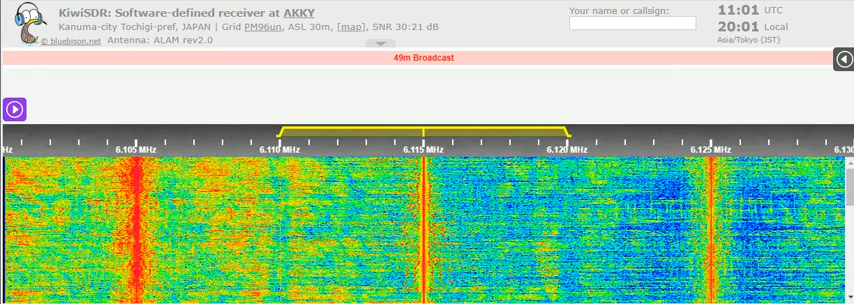 KiwiSDR: Software-defined receiver at AKKY
Kanuma-city Tochigi-pref, JAPAN | Grid PM96un, ASL 30m, [map], SNR 30:21 dB
© bluebison.net Antenna: ALAM rev2.0
Your name or callsign:
11:01 UTC
20:01 Local
Asia/Tokyo (JST)
49m Broadcast
Hz 6.105 MHz 6.110 MHz 6.115 MHz 6.120 MHz 6.125 MHz 6.130